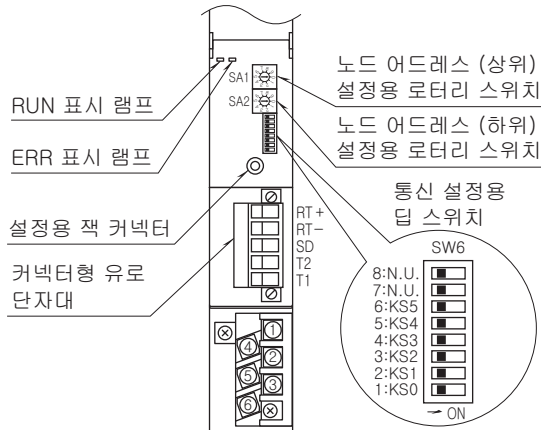 SA1
SA2
RUN 표시 램프
ERR 표시 램프
설정용 잭 커넥터
커넥터형 유로
단자대
노드 어드레스 (상위)
설정용 로터리 스위치
노드 어드레스 (하위)
설정용 로터리 스위치
통신 설정용
딥 스위치
RT+
RT−
SD
T2
T1
SW6
8:N.U.
7:N.U.
6:KS5
5:KS4
4:KS3
3:KS2
2:KS1
1:KS0
→ ON
1
4
2
5
3
6